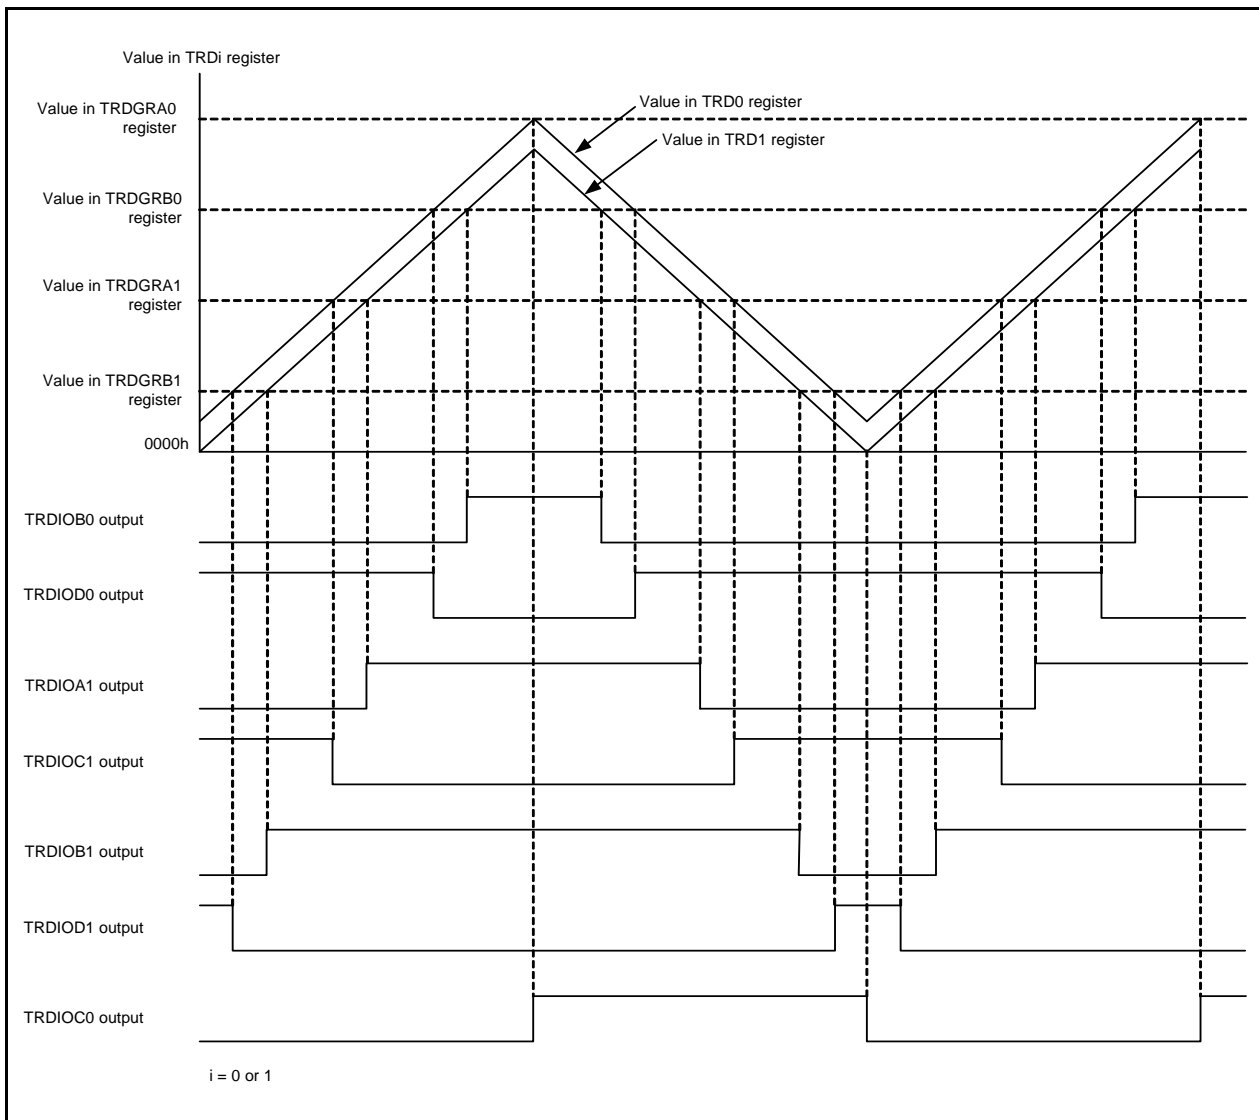 Value in TRDi register
Value in TRDGRA0
register
Value in TRD0 register
Value in TRD1 register
Value in TRDGRB0
register
Value in TRDGRA1
register
Value in TRDGRB1
register
0000h
TRDIOB0 output
TRDIOD0 output
TRDIOA1 output
TRDIOC1 output
TRDIOB1 output
TRDIOD1 output
TRDIOC0 output
i = 0 or 1